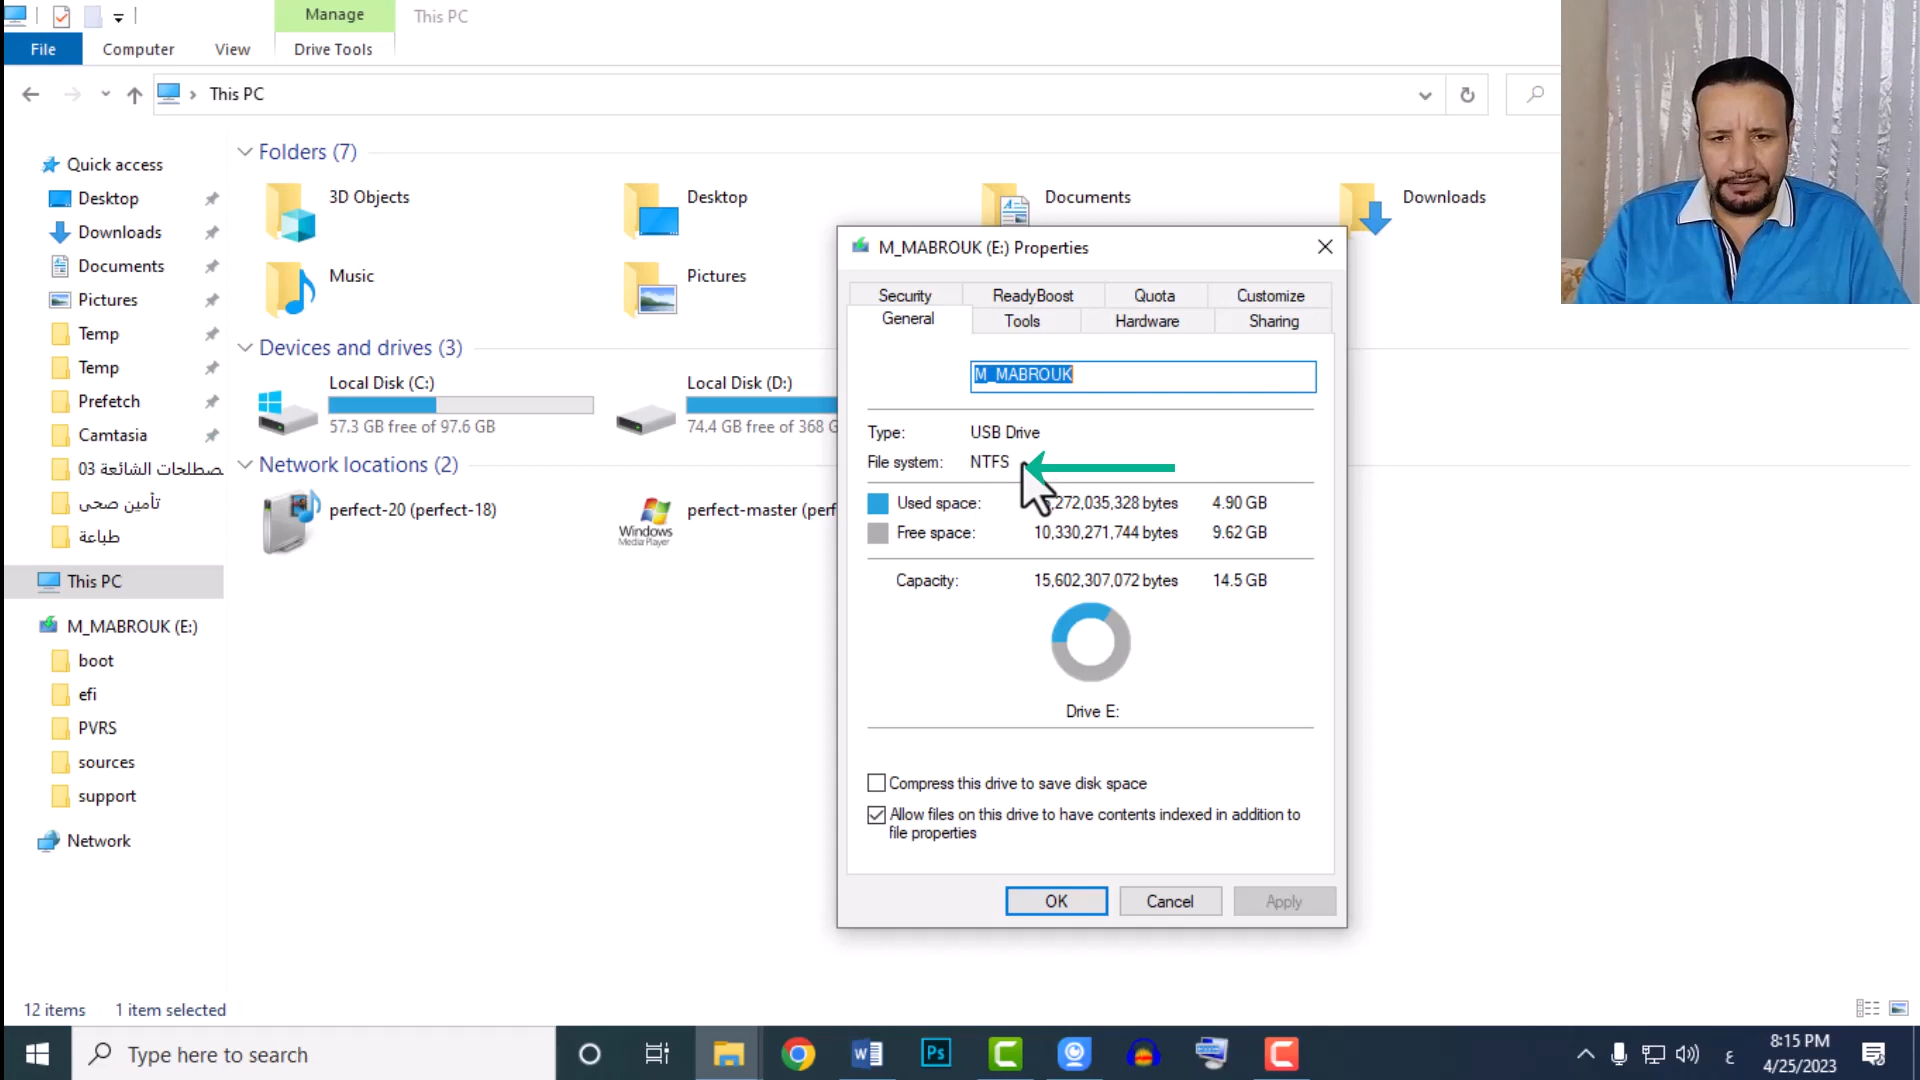 Manage
This PC
File
Computer
View
Drive Tools
This PC
Quick access
Desktop
Downloads
Documents
Pictures
Temp
Temp
Prefetch
Camtasia
تأمين صحى
طباعة
This PC
M_MABROUK (E:)
boot
efi
PVRS
sources
support
Network
Folders (7)
3D Objects
Desktop
Documents
Downloads
Music
Pictures
Devices and drives (3)
Local Disk (C:)
57.3 GB free of 97.6 GB
Local Disk (D:)
74.4 GB free of 368
Network locations (2)
perfect-20 (perfect-18)
Windows
Media Player
perfect-master (perf
M_MABROUK (E:) Properties
Security
ReadyBoost
Quota
Customize
General
Tools
Hardware
Sharing
M_MABROUK
Type:
USB Drive
File system:
NTFS
Used space:
,272,035,328 bytes
4.90 GB
Free space:
10,330,271,744 bytes
9.62 GB
Capacity:
15,602,307,072 bytes
14.5 GB
Drive E:
Compress this drive to save disk space
Allow files on this drive to have contents indexed in addition to
file properties
OK
Cancel
Apply
12 items
1 item selected
Type here to search
W
Ps
ع
8:15 PM
4/25/2023